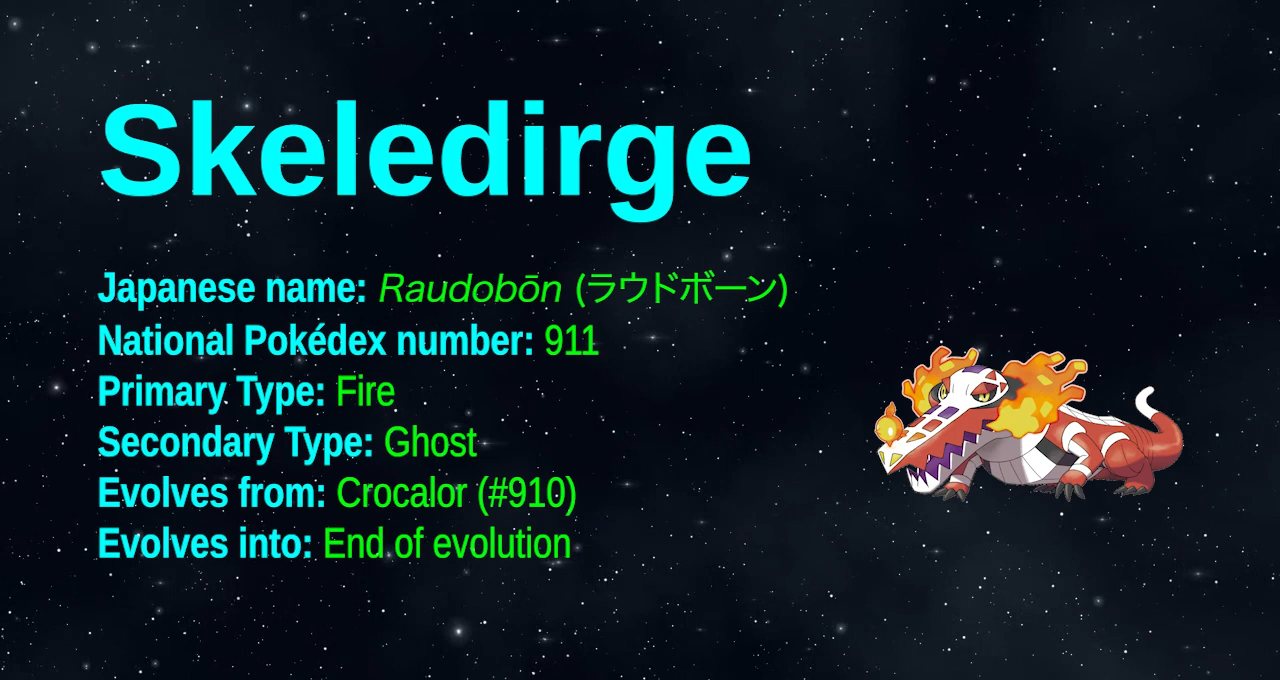 Skeledirge
Japanese name: Raudobōn (ラウドボーン)
National Pokédex number: 911
Primary Type: Fire
Secondary Type: Ghost
Evolves from: Crocalor (#910)
Evolves into: End of evolution